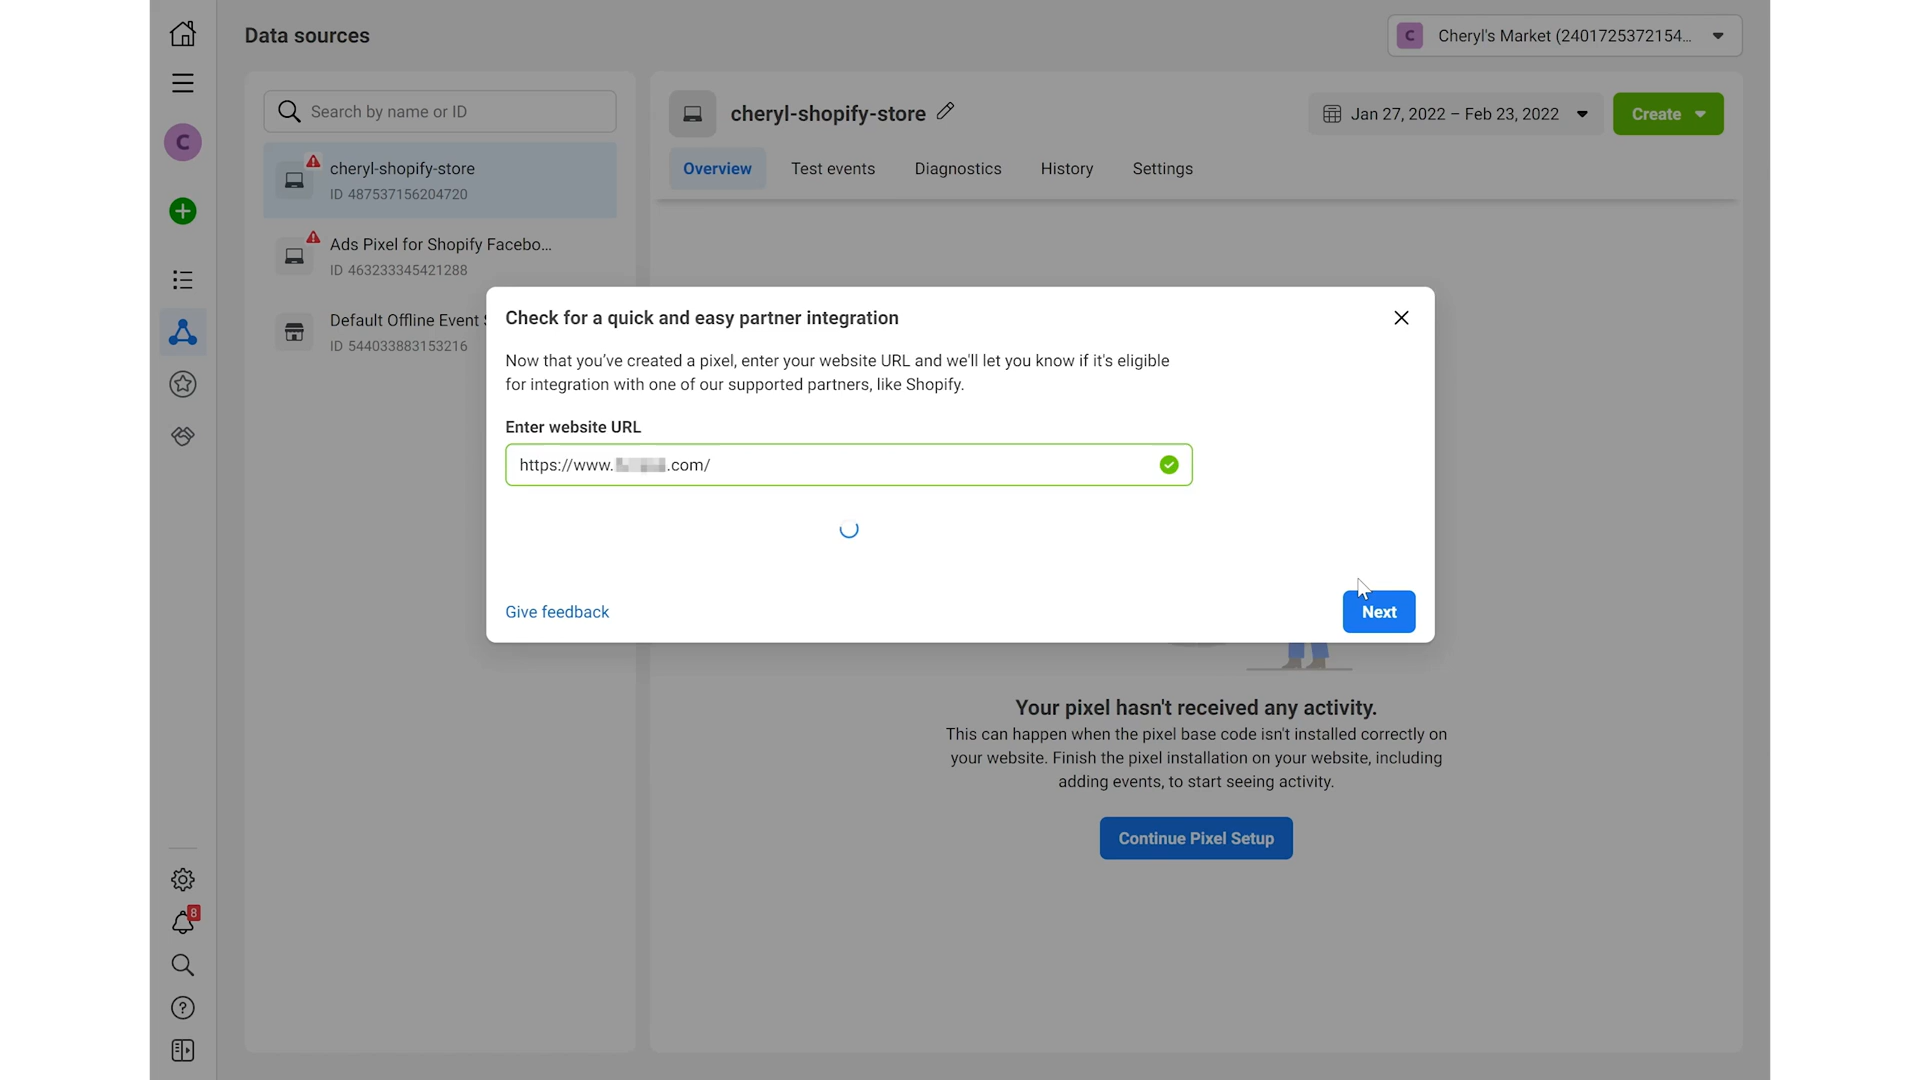 Data sources
C
Cheryl's Market (2401725372154...
C
Search by name or ID
cheryl-shopify-store
ID 487537156204720
Ads Pixel for Shopify Facebo...
ID 463233345421288
Default Offline Event
ID 544033883153216
cheryl-shopify-store
Jan 27, 2022 – Feb 23, 2022
Create
Overview
Test events
Diagnostics
History
Settings
Check for a quick and easy partner integration
Now that you've created a pixel, enter your website URL and we'll let you know if it's eligible
for integration with one of our supported partners, like Shopify.
Enter website URL
https://www. .com/
Give feedback
Next
Your pixel hasn't received any activity.
This can happen when the pixel base code isn't installed correctly on
your website. Finish the pixel installation on your website, including
adding events, to start seeing activity.
Continue Pixel Setup
8